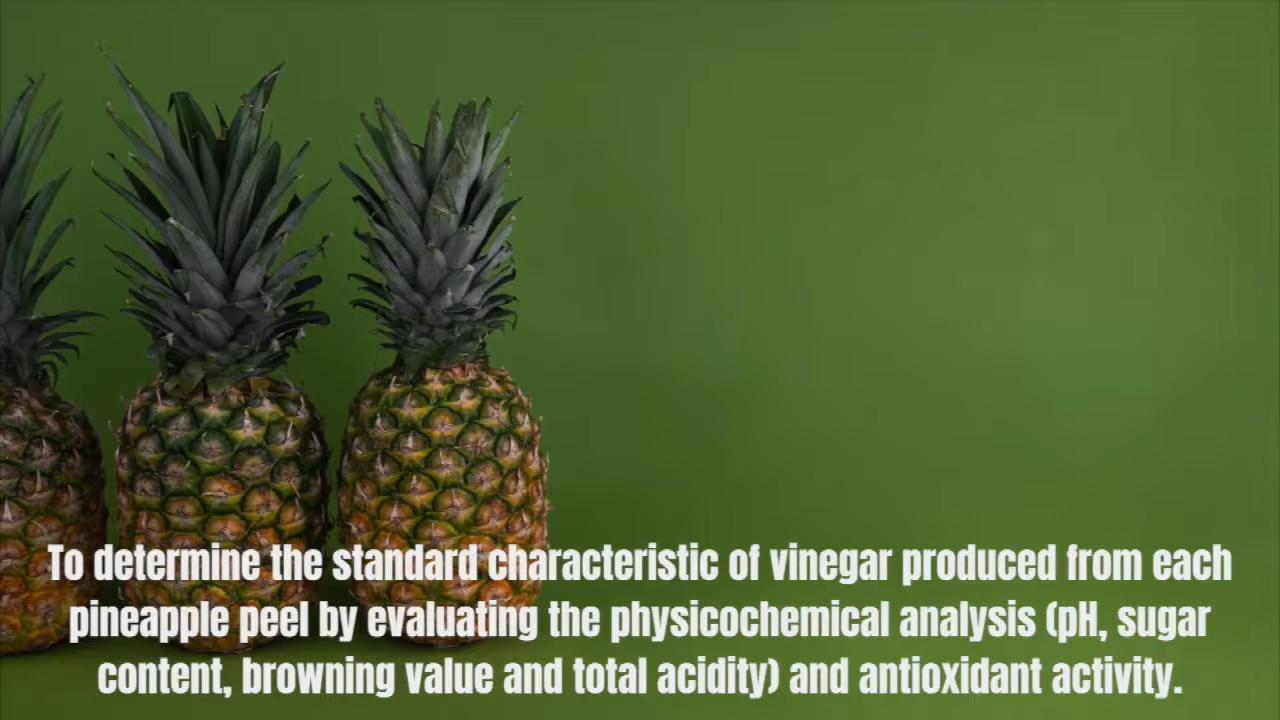 To determine the standard characteristic of vinegar produced from each
pineapple peel by evaluating the physicochemical analysis (pH, sugar
content, browning value and total acidity) and antioxidant activity.